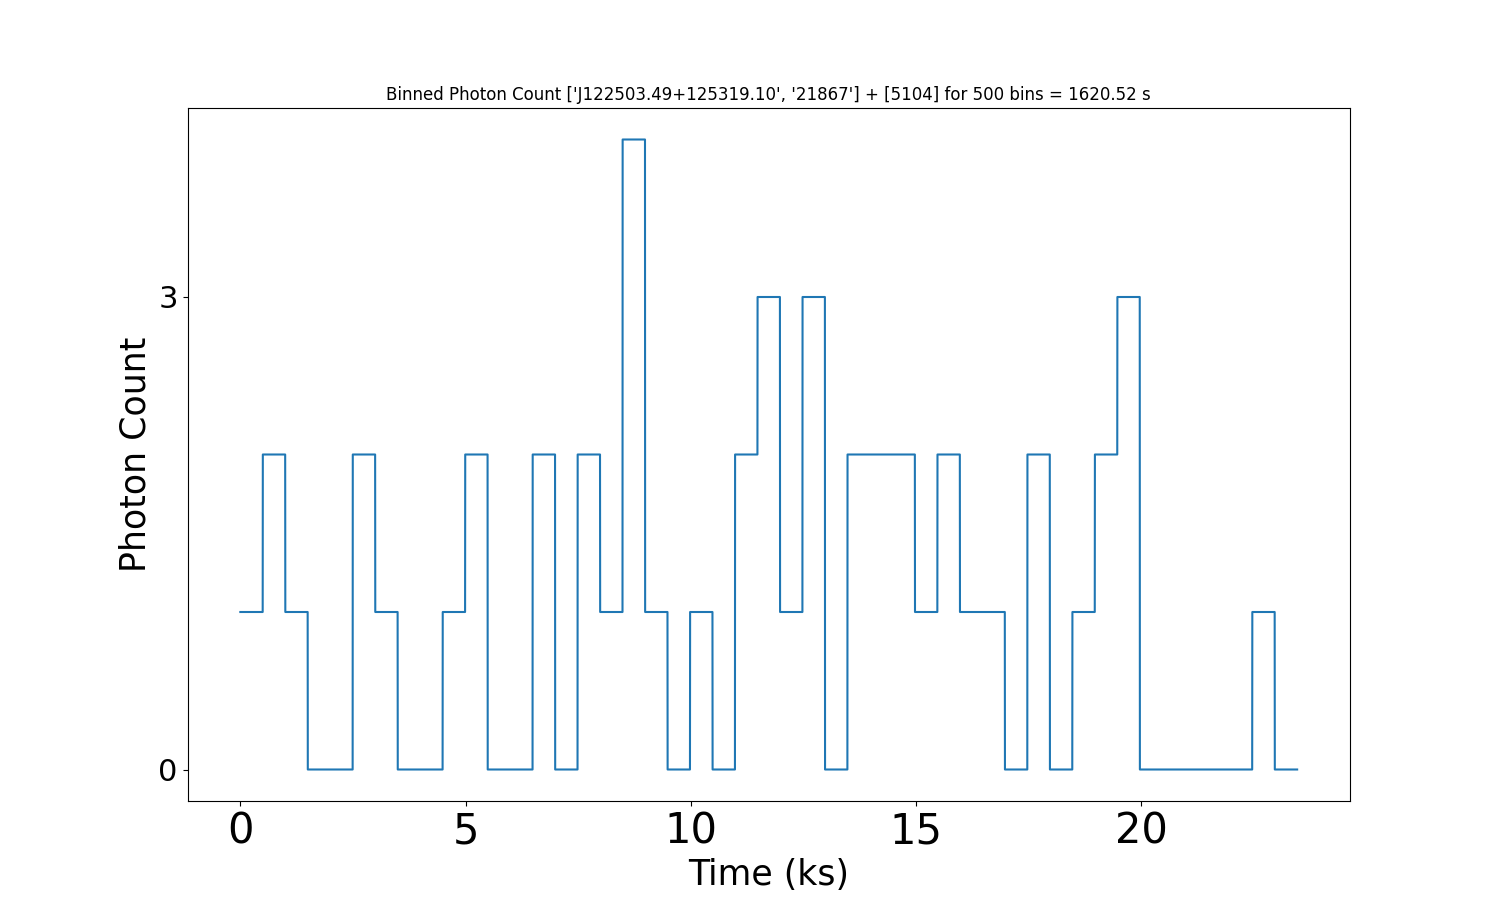 Binned Photon Count ['J122503.49+125319.10', '21867'] + [5104] for 500 bins = 1620.52 s
Photon Count
3
0
0 5 10 15 20
Time (ks)